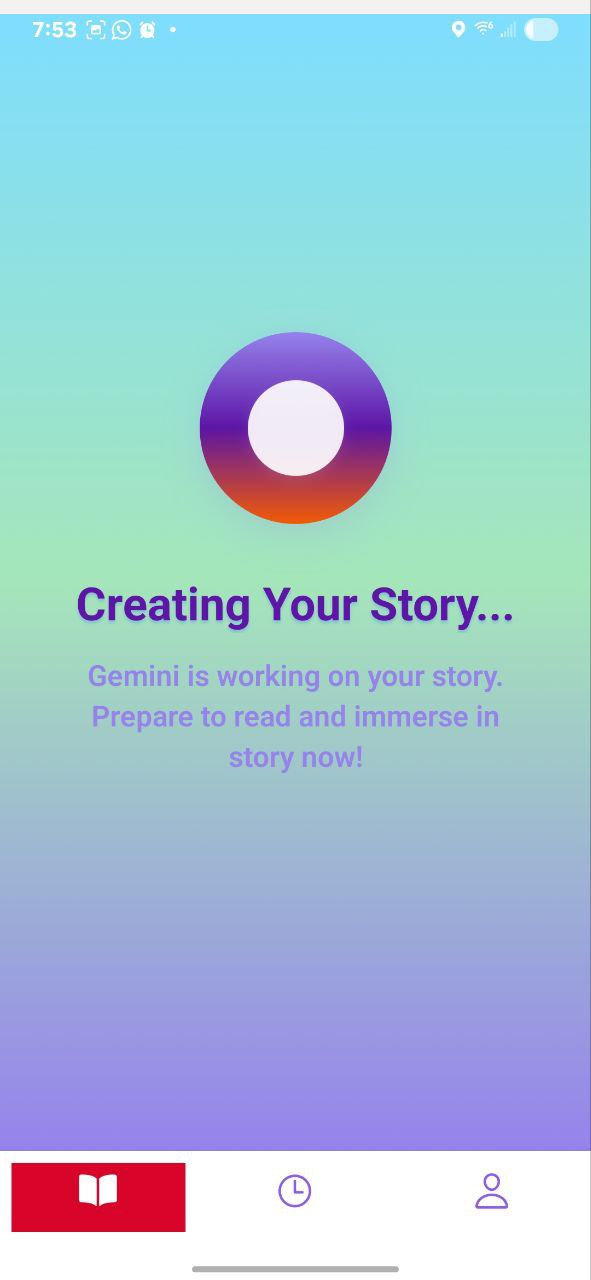 7:53
Creating Your Story...
Gemini is working on your story.
Prepare to read and immerse in
story now!